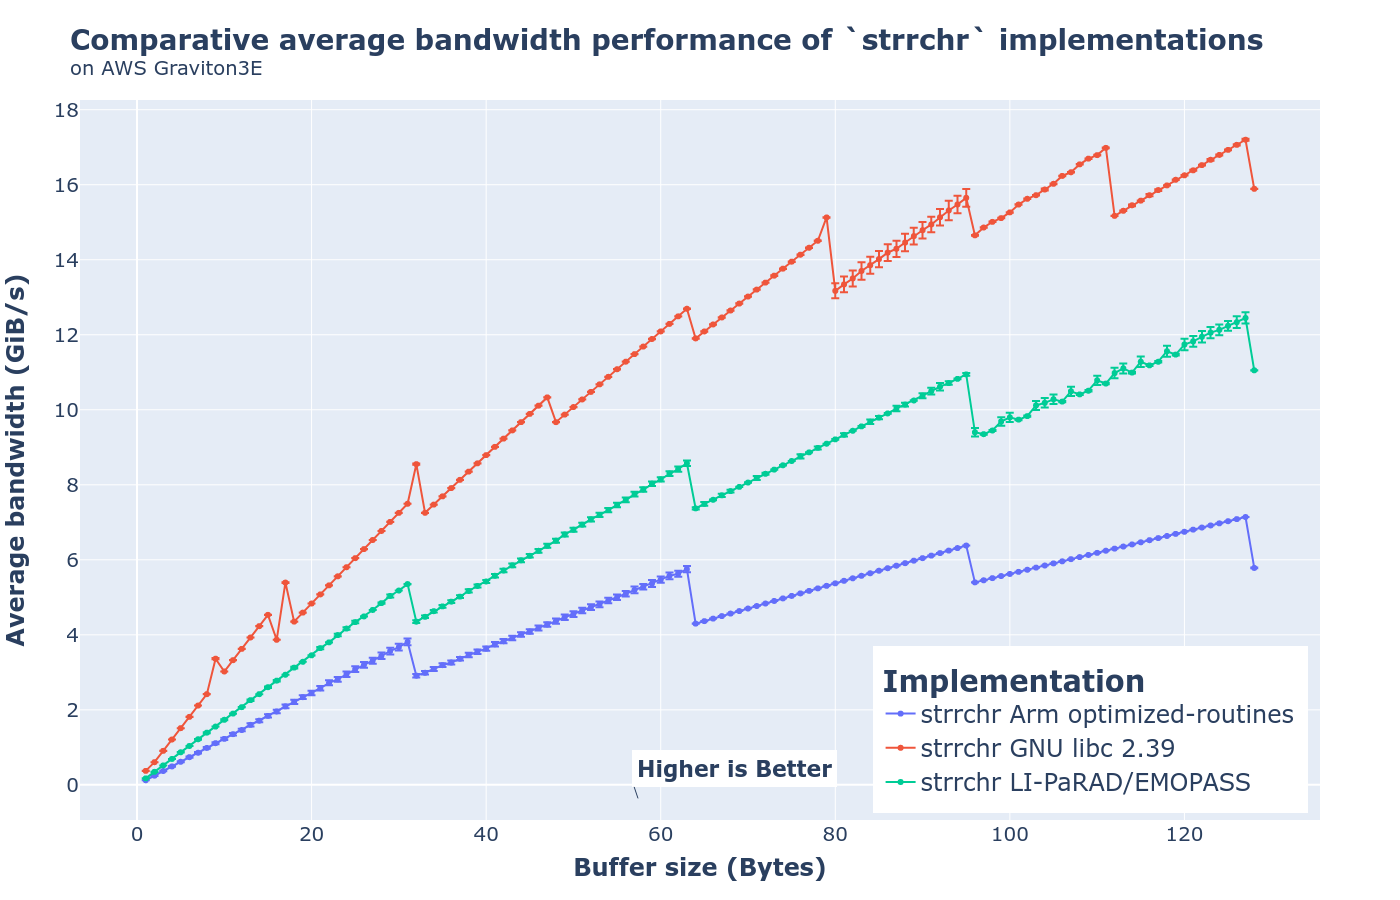 Comparative average bandwidth performance of `strrchr` implementations
on AWS Graviton3E
18
16
14
12
10
8
6
4
2
0
Average bandwidth (GiB/s)
Higher is Better
Implementation
strrchr Arm optimized-routines
strrchr GNU libc 2.39
strrchr LI-PaRAD/EMOPASS
0 20 40 60 80 100 120
Buffer size (Bytes)